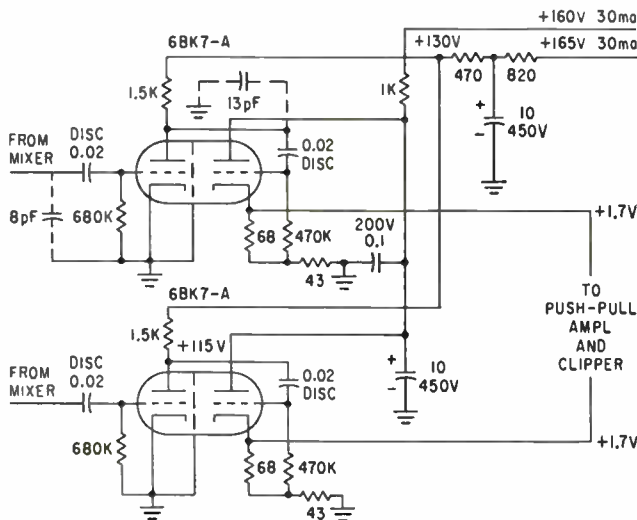 +160V 30ma
6BK7-A
+130V
+165V 30ma
1.5K
13pF
1K
470
820
+
-
10
450V
FROM
MIXER
DISC
0.02
0.02
DISC
8pF
680K
68
470K
200V
0.1
+1.7V
43
6BK7-A
TO
PUSH-PULL
AMPL
AND
CLIPPER
1.5K
+115V
FROM
MIXER
DISC
0.02
0.02
DISC
+
-
10
450V
680K
68
470K
+1.7V
43